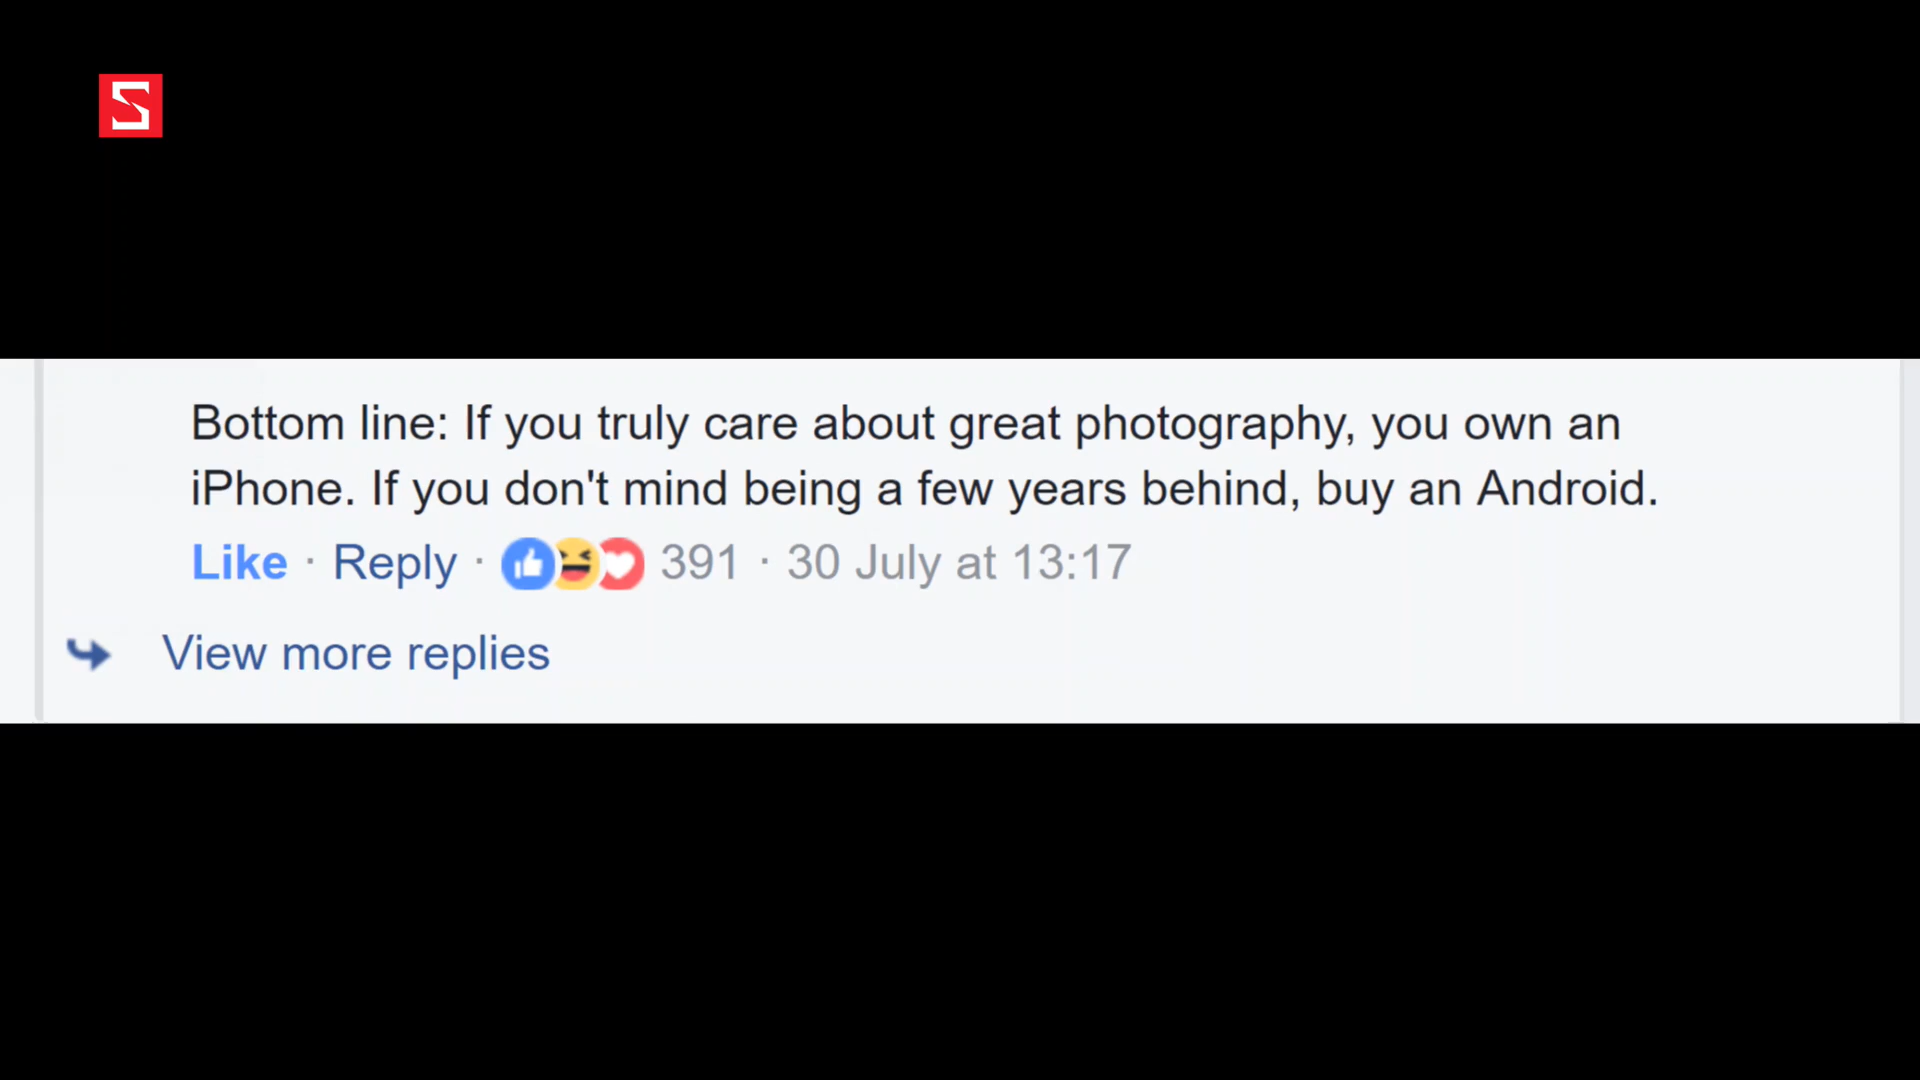 S
Bottom line: If you truly care about great photography, you own an
iPhone. If you don't mind being a few years behind, buy an Android.
Like · Reply · 391 · 30 July at 13:17
View more replies